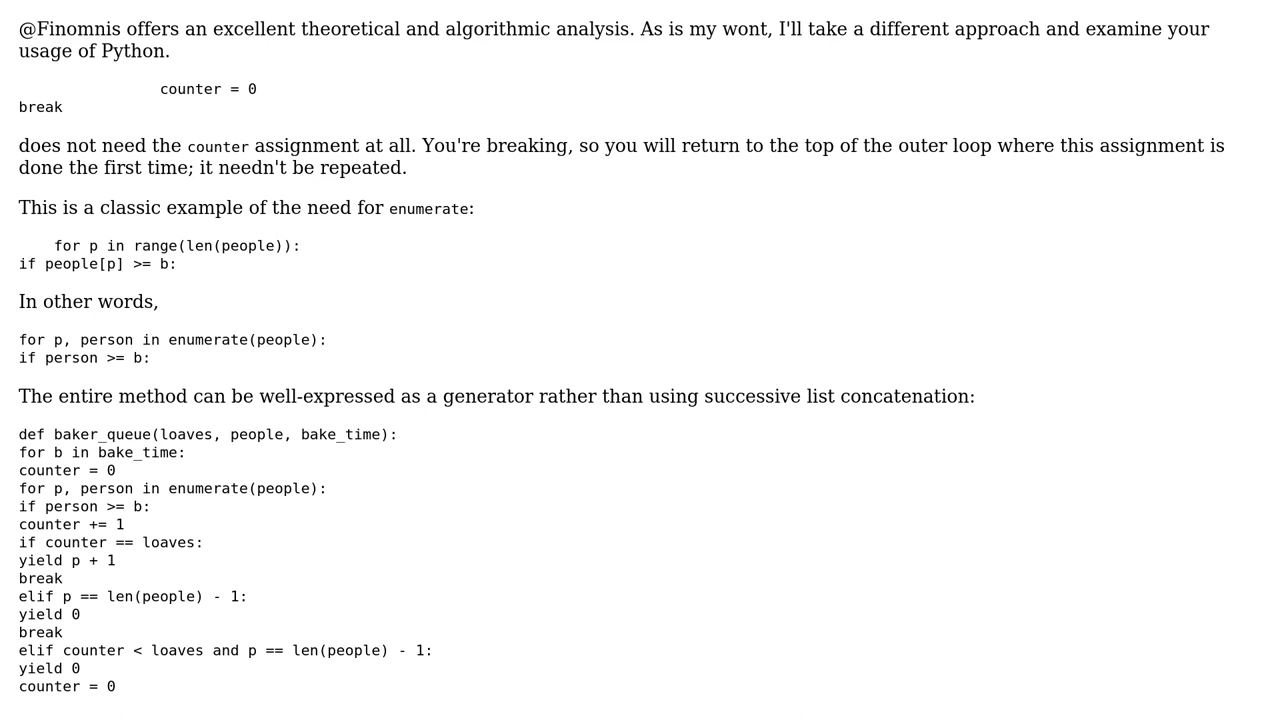 @Finomnis offers an excellent theoretical and algorithmic analysis. As is my wont, I'll take a different approach and examine your
usage of Python.
counter = 0
break
does not need the counter assignment at all. You're breaking, so you will return to the top of the outer loop where this assignment is
done the first time; it needn't be repeated.
This is a classic example of the need for enumerate:
for p in range(len(people)):
if people[p] >= b:
In other words,
for p, person in enumerate(people):
if person >= b:
The entire method can be well-expressed as a generator rather than using successive list concatenation:
def baker_queue(loaves, people, bake_time):
for b in bake_time:
counter = 0
for p, person in enumerate(people):
if person >= b:
counter += 1
if counter == loaves:
yield p + 1
break
elif p == len(people) - 1:
yield 0
break
elif counter < loaves and p == len(people) - 1:
yield 0
counter = 0